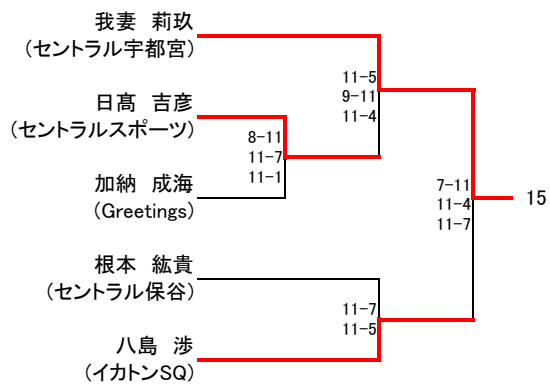 我妻　莉玖
(セントラル宇都宮)
11-5
9-11
11-4
日髙　吉彦
(セントラルスポーツ)
8-11
11-7
11-1
加納　成海
(Greetings)
7-11
11-4
11-7
15
根本　紘貴
(セントラル保谷)
11-7
11-5
八島　渉
(イカトンSQ)